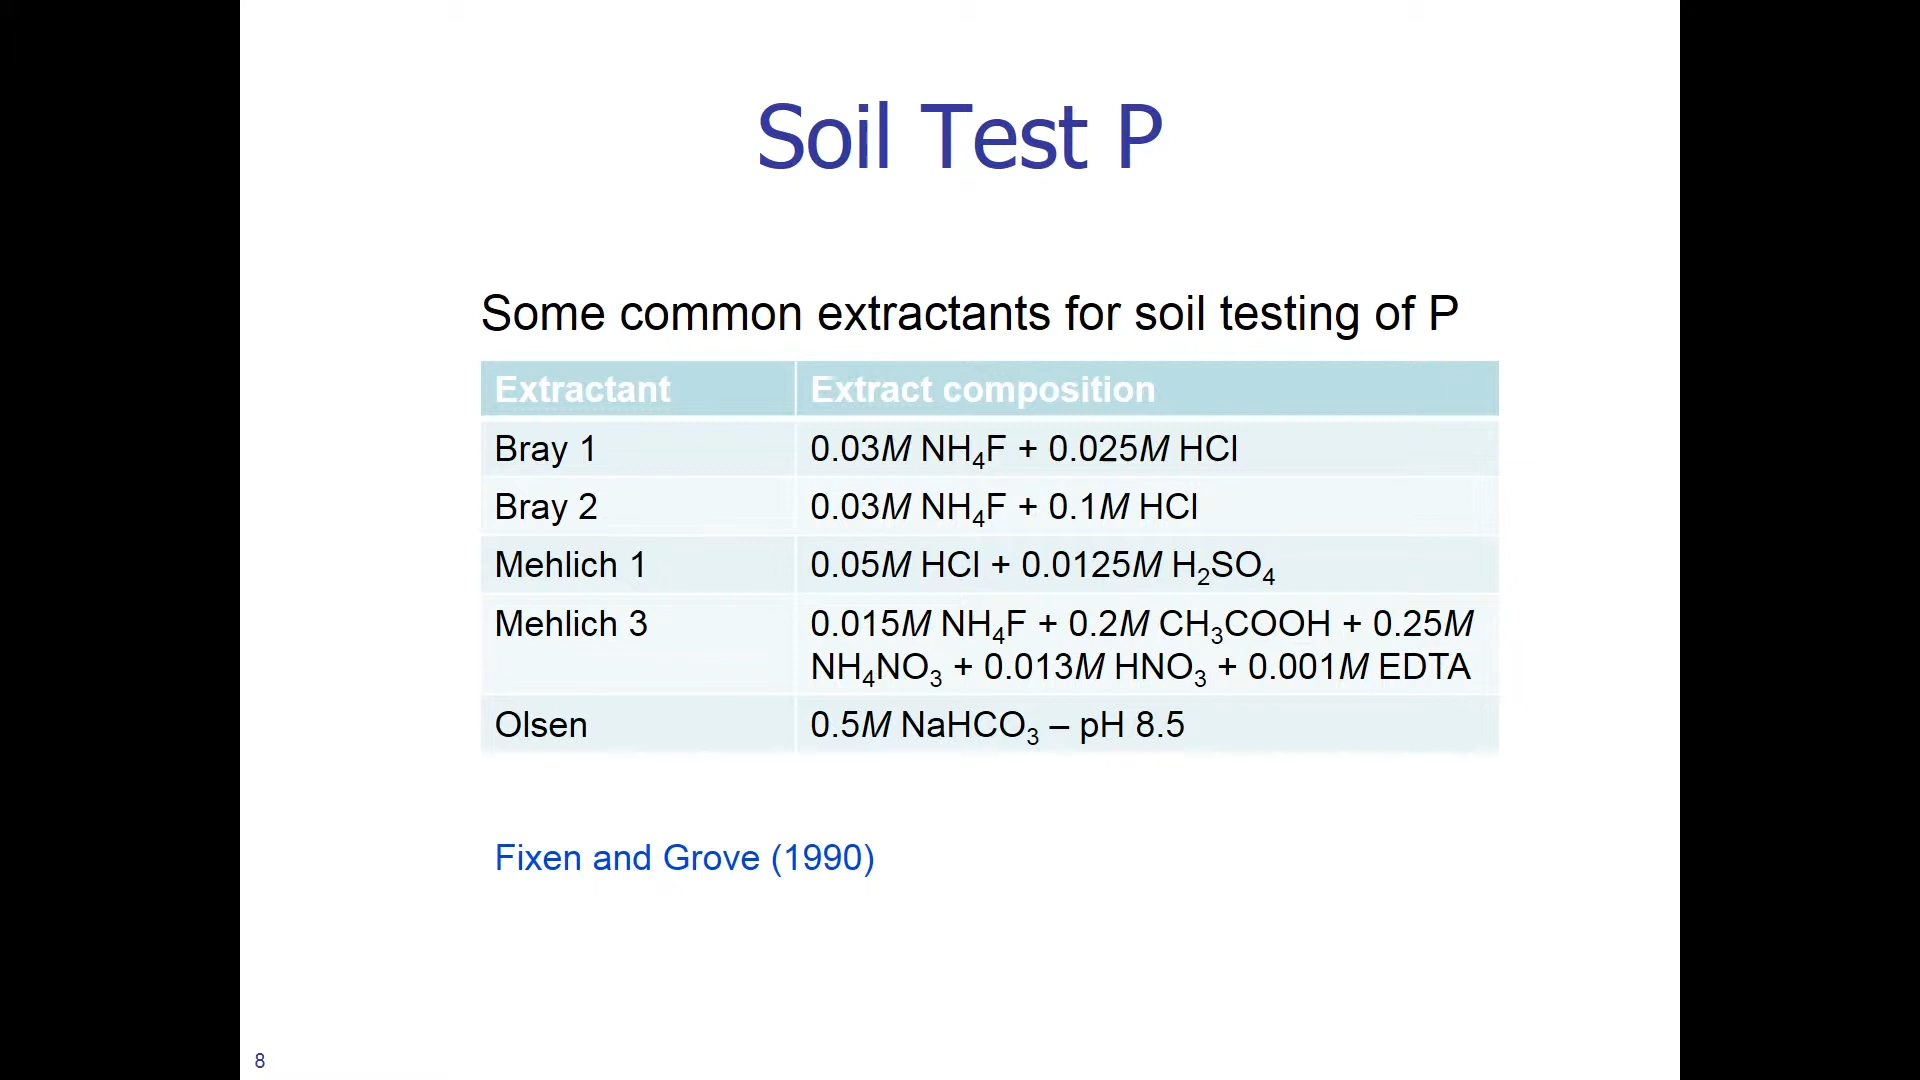 Soil Test P
Some common extractants for soil testing of P
Extractant Extract composition
Bray 1 0.03M NH₄F + 0.025M HCl
Bray 2 0.03M NH₄F + 0.1M HCl
Mehlich 1 0.05M HCl + 0.0125M H₂SO₄
Mehlich 3 0.015M NH₄F + 0.2M CH₃COOH + 0.25M
NH₄NO₃ + 0.013M HNO₃ + 0.001M EDTA
Olsen 0.5M NaHCO₃ – pH 8.5
Fixen and Grove (1990)
8